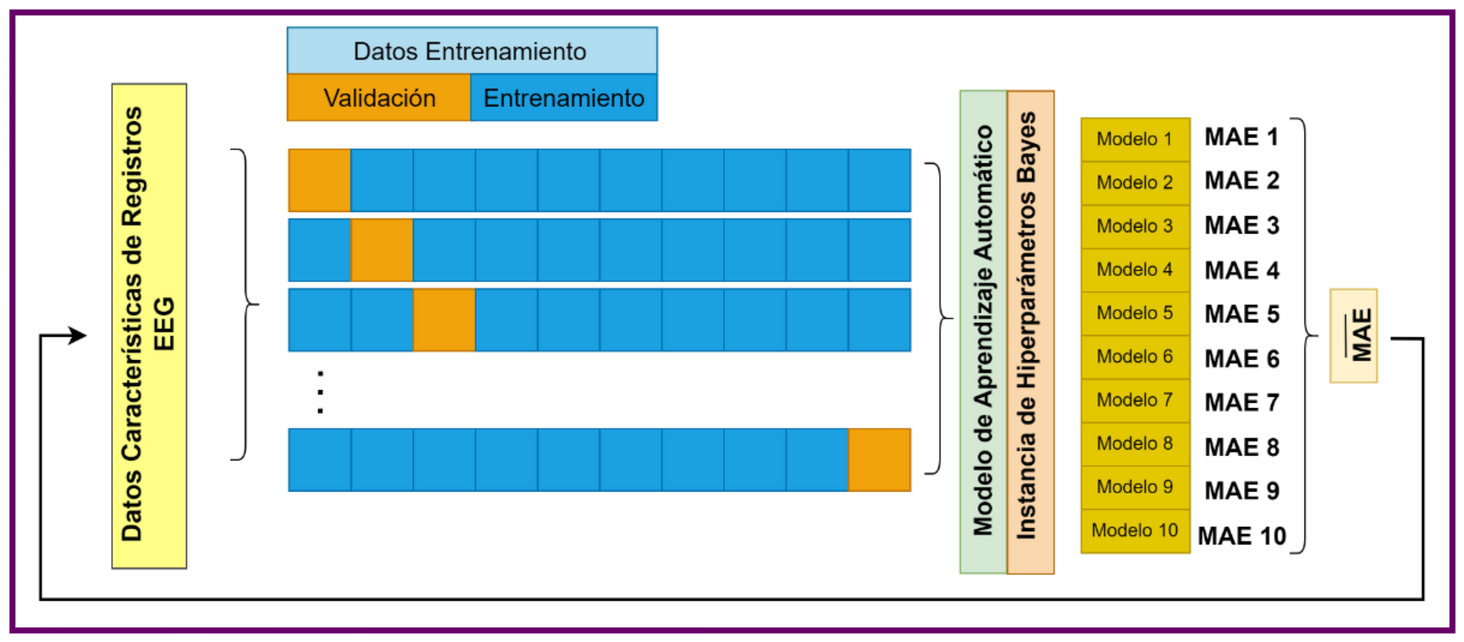 Datos Entrenamiento
Validación
Entrenamiento
Datos Características de Registros
EEG
Modelo de Aprendizaje Automático
Instancia de Hiperparámetros Bayes
Modelo 1 MAE 1
Modelo 2 MAE 2
Modelo 3 MAE 3
Modelo 4 MAE 4
Modelo 5 MAE 5
Modelo 6 MAE 6
Modelo 7 MAE 7
Modelo 8 MAE 8
Modelo 9 MAE 9
Modelo 10 MAE 10
MAE